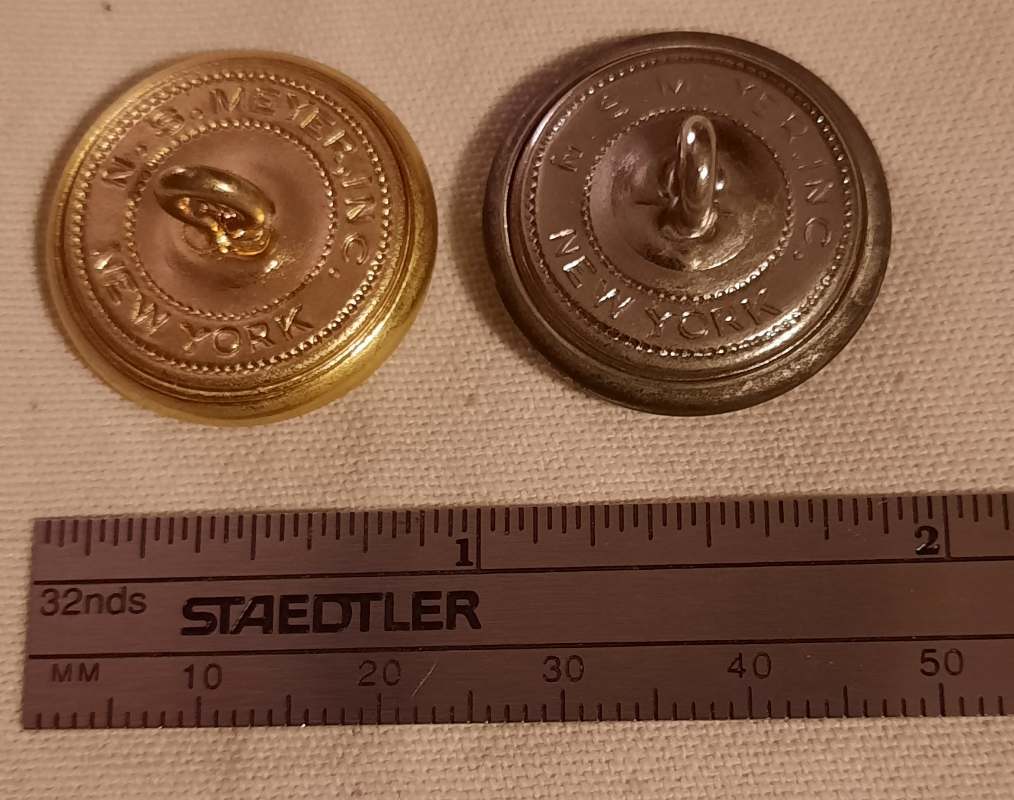 N. S. MEYER, INC.
NEW YORK
N. S. MEYER, INC.
NEW YORK
1 2
32nds STAEDTLER
MM 10 20 30 40 50